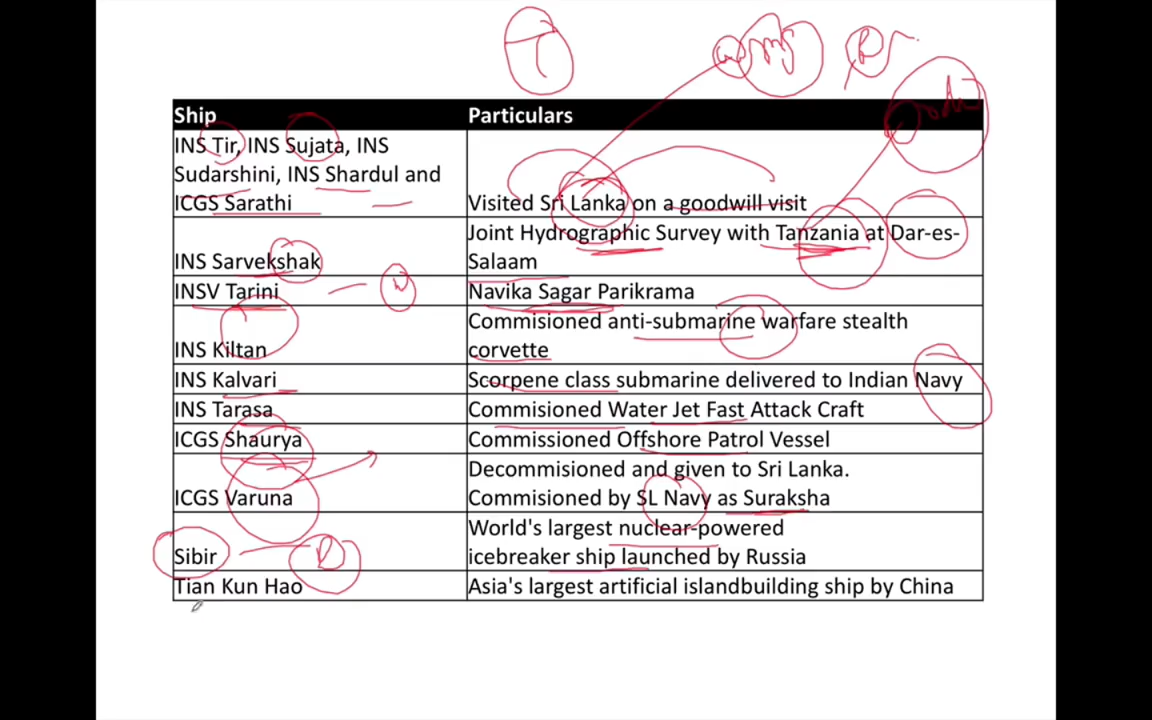 Ship Particulars
INS Tir, INS Sujata, INS
Sudarshini, INS Shardul and
ICGS Sarathi
Visited Sri Lanka on a goodwill visit
INS Sarvekshak
Joint Hydrographic Survey with Tanzania at Dar-es-
Salaam
INSV Tarini
Navika Sagar Parikrama
INS Kiltan
Commisioned anti-submarine warfare stealth
corvette
INS Kalvari
Scorpene class submarine delivered to Indian Navy
INS Tarasa
Commisioned Water Jet Fast Attack Craft
ICGS Shaurya
Commissioned Offshore Patrol Vessel
ICGS Varuna
Decommisioned and given to Sri Lanka.
Commisioned by SL Navy as Suraksha
Sibir
World's largest nuclear-powered
icebreaker ship launched by Russia
Tian Kun Hao
Asia's largest artificial islandbuilding ship by China